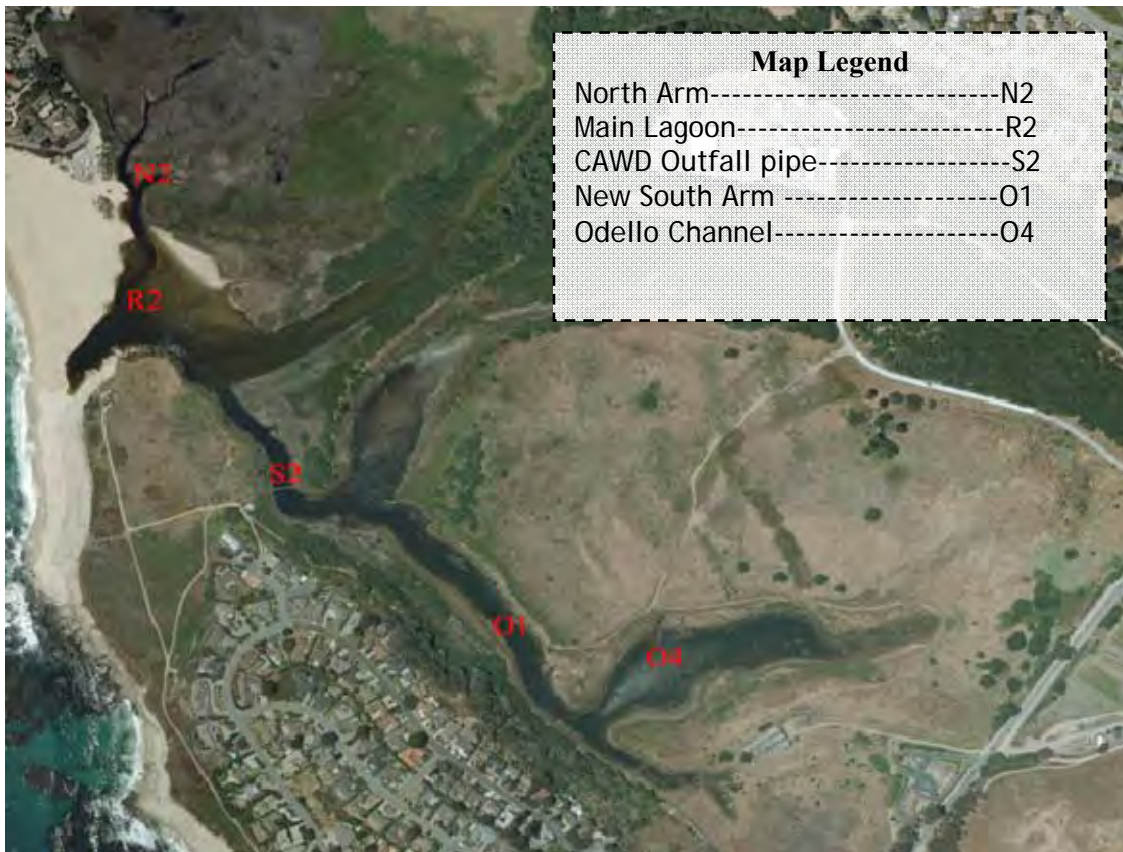 Map Legend
North Arm----------------------------N2
Main Lagoon------------------------R2
CAWD Outfall pipe-----------------S2
New South Arm --------------------O1
Odello Channel--------------------O4
N2
R2
S2
O1
O4